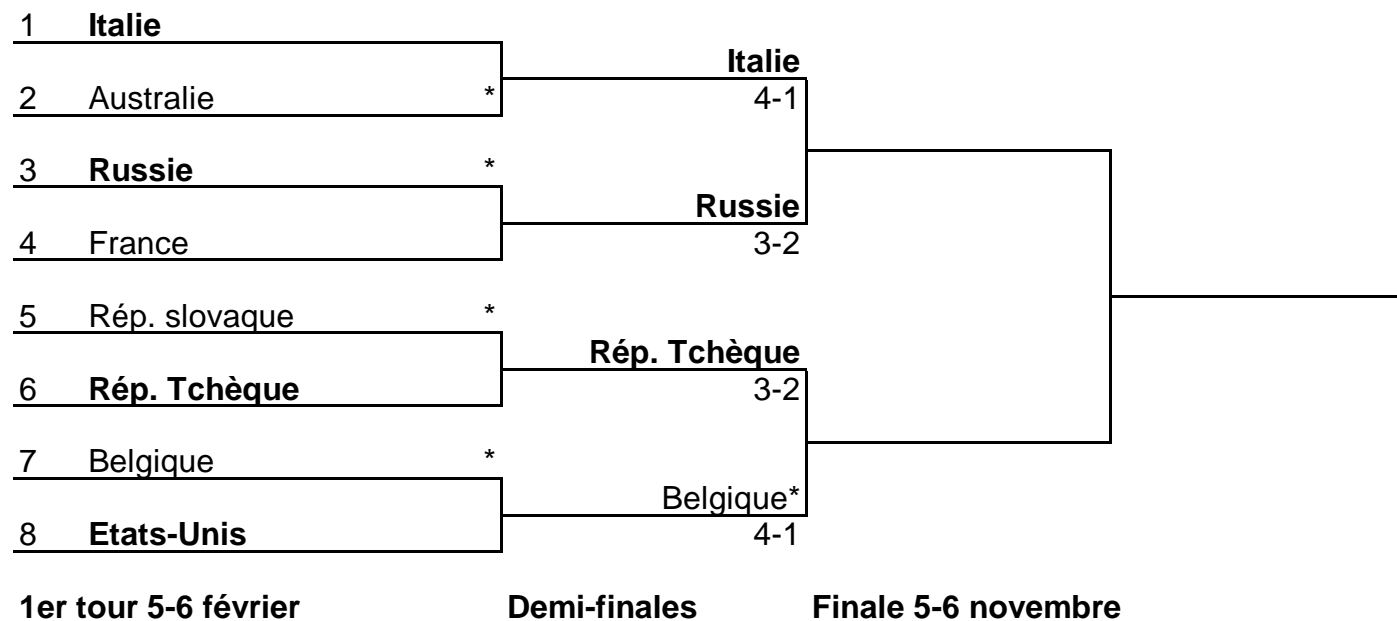 1 Italie
Italie
2 Australie *
4-1
3 Russie *
Russie
4 France
3-2
5 Rép. slovaque *
Rép. Tchèque
6 Rép. Tchèque
3-2
7 Belgique *
Belgique*
8 Etats-Unis
4-1
1er tour 5-6 février Demi-finales Finale 5-6 novembre